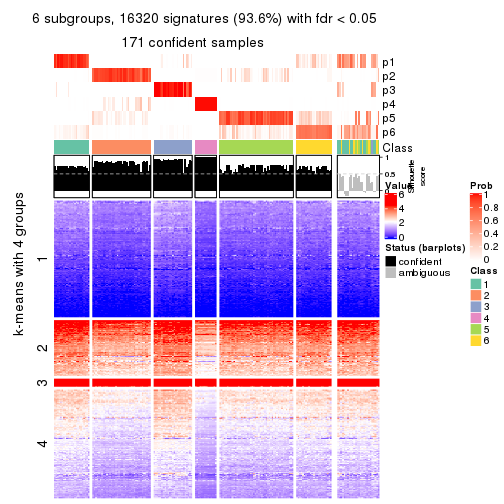 6 subgroups, 16320 signatures (93.6%) with fdr < 0.05
171 confident samples
p1
p2
p3
p4
p5
p6
Class
1
0.5
0
Silhouette
score
k-means with 4 groups
1
2
3
4
Value
6
4
2
0
Status (barplots)
confident
ambiguous
Prob
1
0.8
0.6
0.4
0.2
0
Class
1
2
3
4
5
6